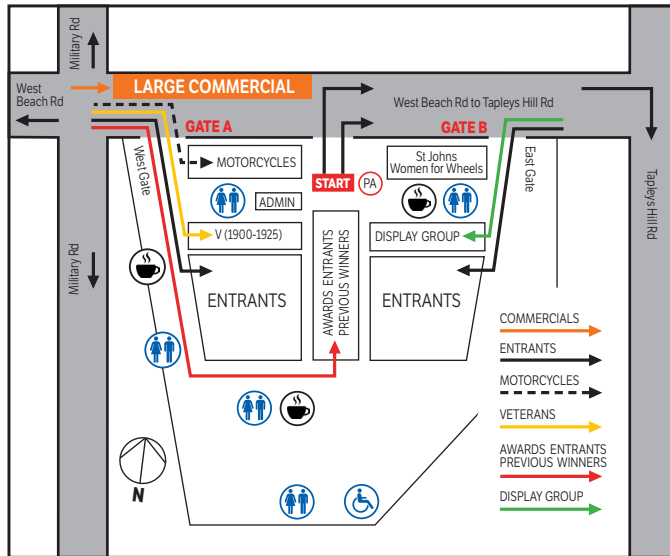 Military Rd
West
Beach Rd
LARGE COMMERCIAL
West Beach Rd to Tapleys Hill Rd
GATE A
GATE B
West Gate
MOTORCYCLES
START
PA
St Johns
Women for Wheels
East Gate
ADMIN
V (1900-1925)
DISPLAY GROUP
Tapleys Hill Rd
Military Rd
ENTRANTS
AWARDS ENTRANTS
PREVIOUS WINNERS
ENTRANTS
COMMERCIALS
ENTRANTS
MOTORCYCLES
VETERANS
AWARDS ENTRANTS
PREVIOUS WINNERS
DISPLAY GROUP
N